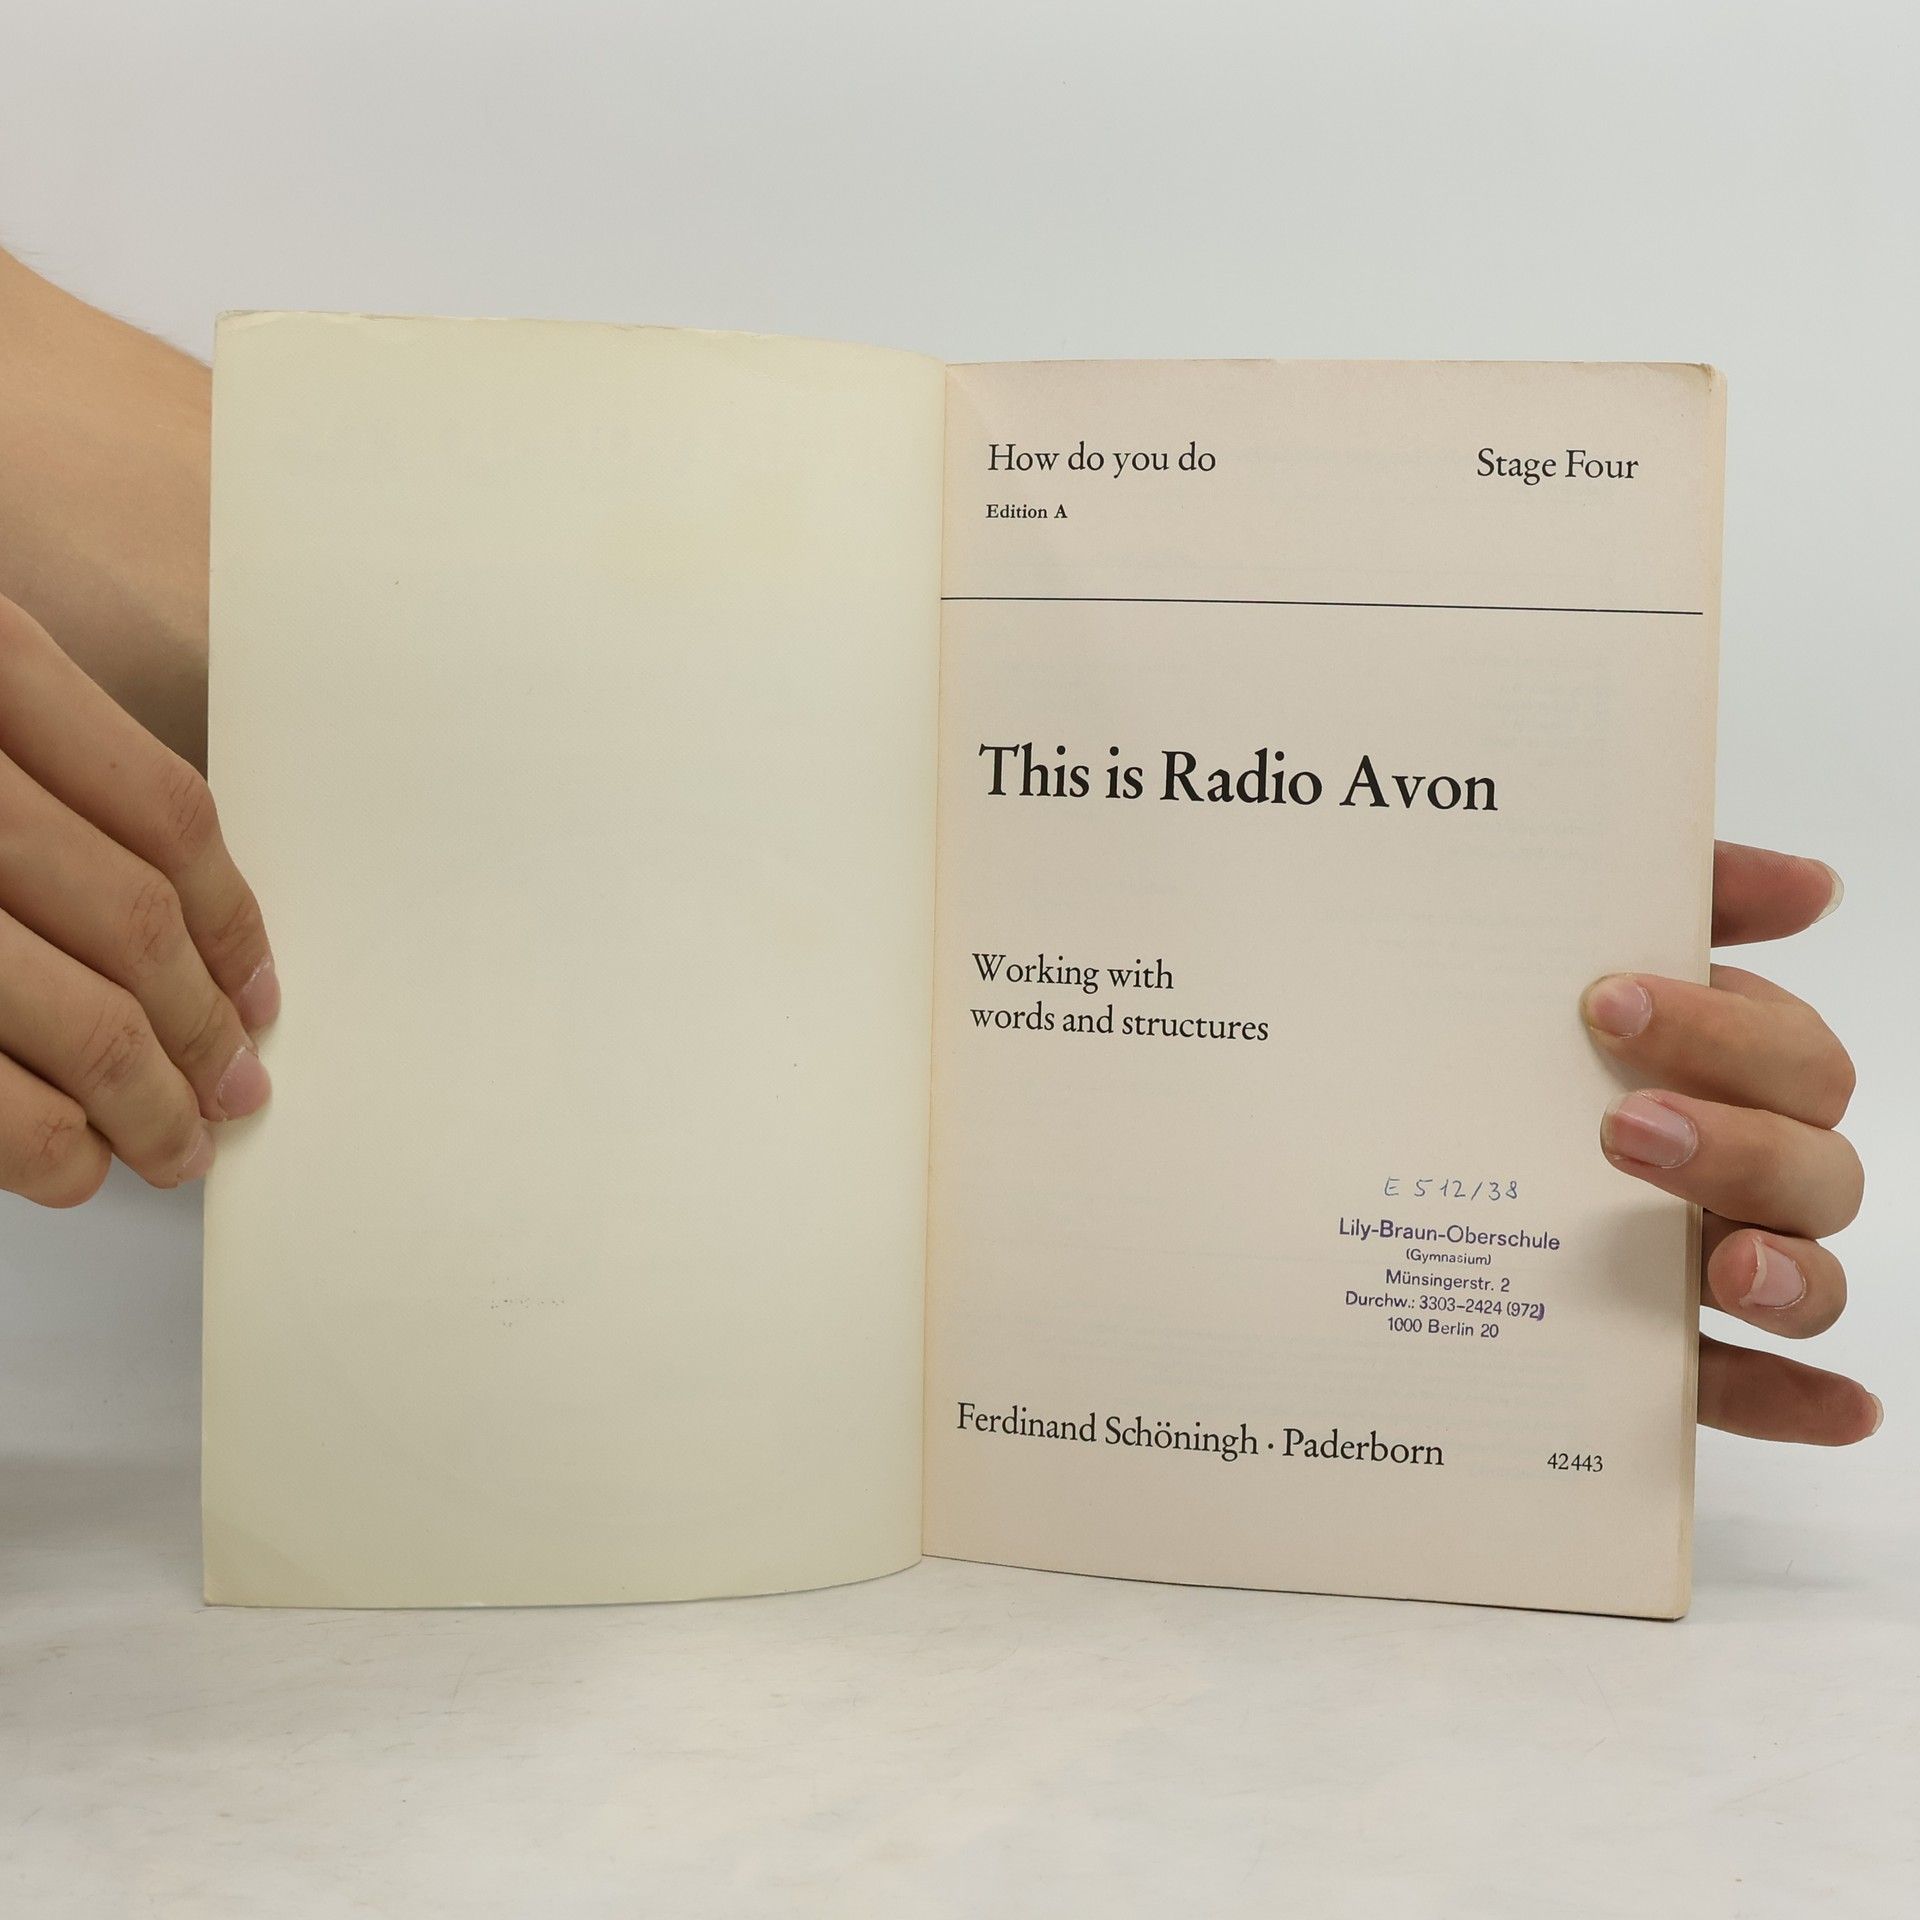 How do you do
Stage Four
Edition A
This is Radio Avon
Working with
words and structures
E 512/38
Lily-Braun-Oberschule
(Gymnasium)
Münsingerstr. 2
Durchw.: 3303-2424 (972)
1000 Berlin 20
Ferdinand Schöningh · Paderborn
42443